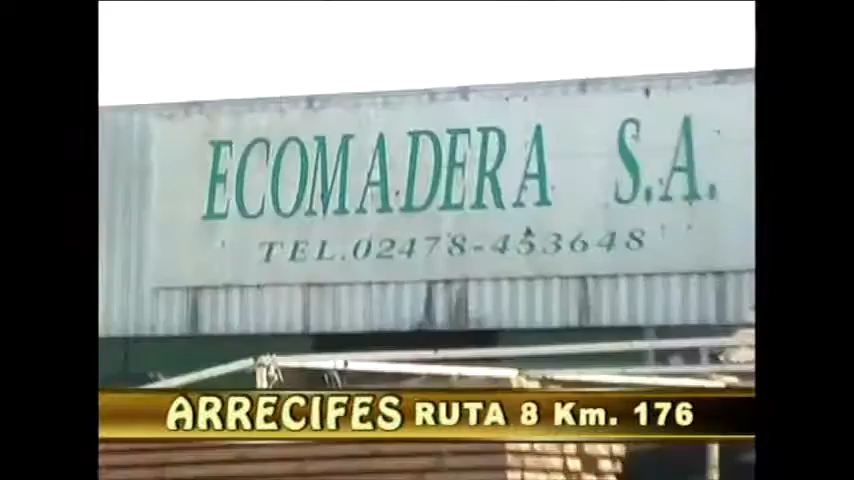 ECOMADERA S.A.
TEL.02478-453648
ARRECIFES RUTA 8 Km. 176